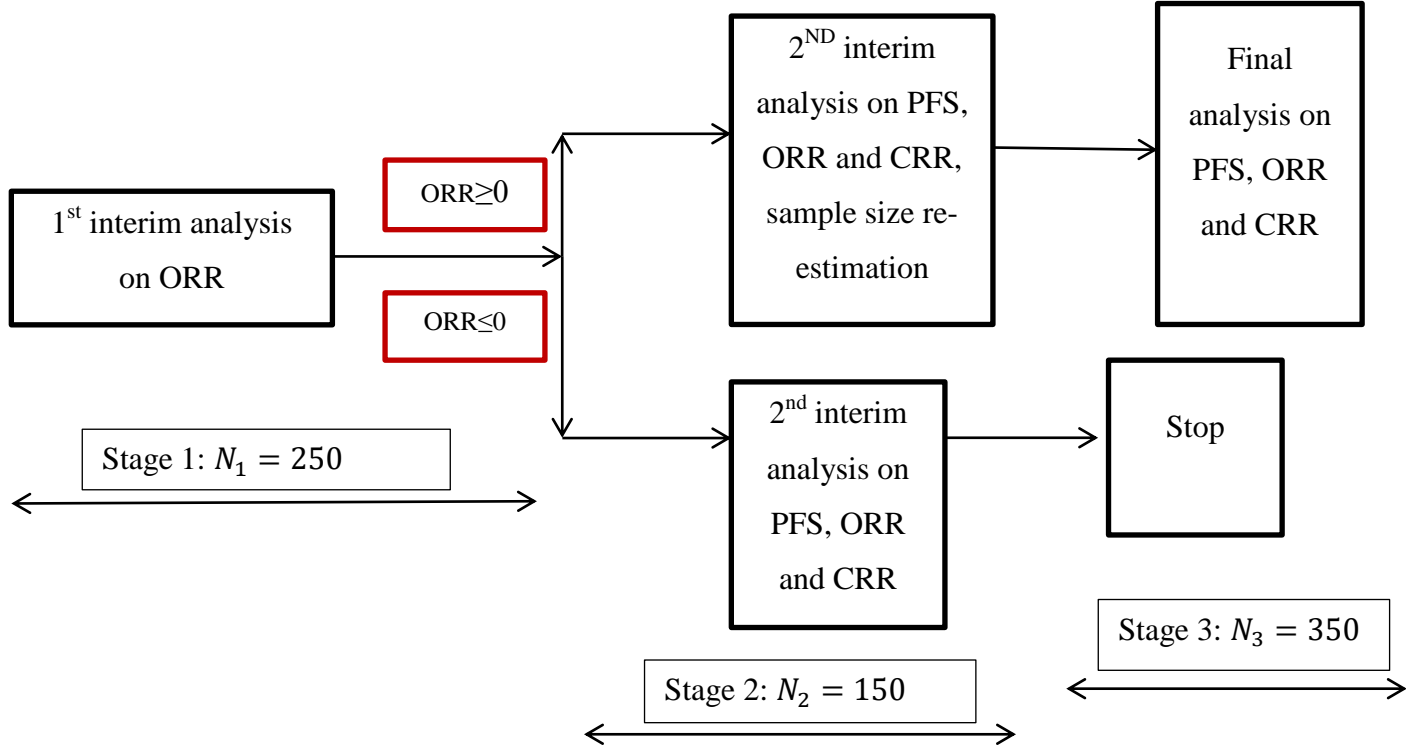 1st interim analysis
on ORR
ORR≥0
ORR≤0
2ND interim
analysis on PFS,
ORR and CRR,
sample size re-
estimation
Final
analysis on
PFS, ORR
and CRR
2nd interim
analysis on
PFS, ORR
and CRR
Stop
Stage 1: N₁ = 250
Stage 2: N₂ = 150
Stage 3: N₃ = 350